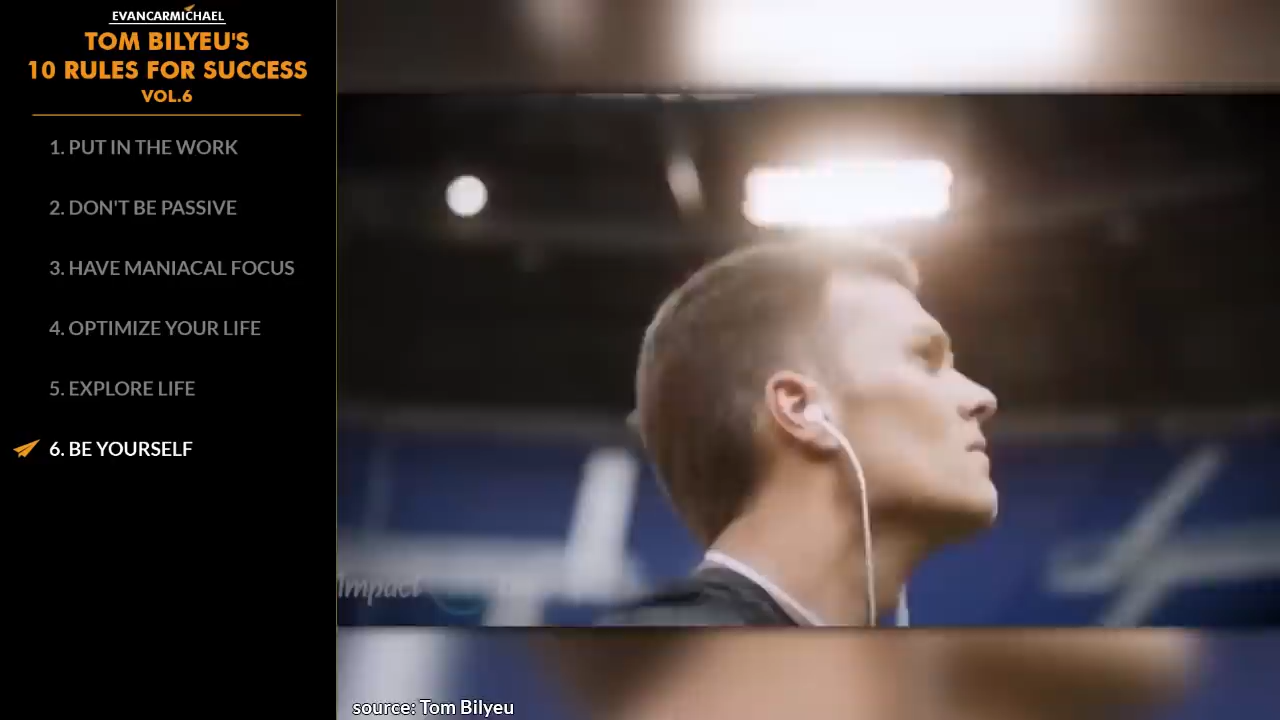 EVANCARMICHAEL
TOM BILYEU'S
10 RULES FOR SUCCESS
VOL.6
1. PUT IN THE WORK
2. DON'T BE PASSIVE
3. HAVE MANIACAL FOCUS
4. OPTIMIZE YOUR LIFE
5. EXPLORE LIFE
6. BE YOURSELF
Impact
source: Tom Bilyeu